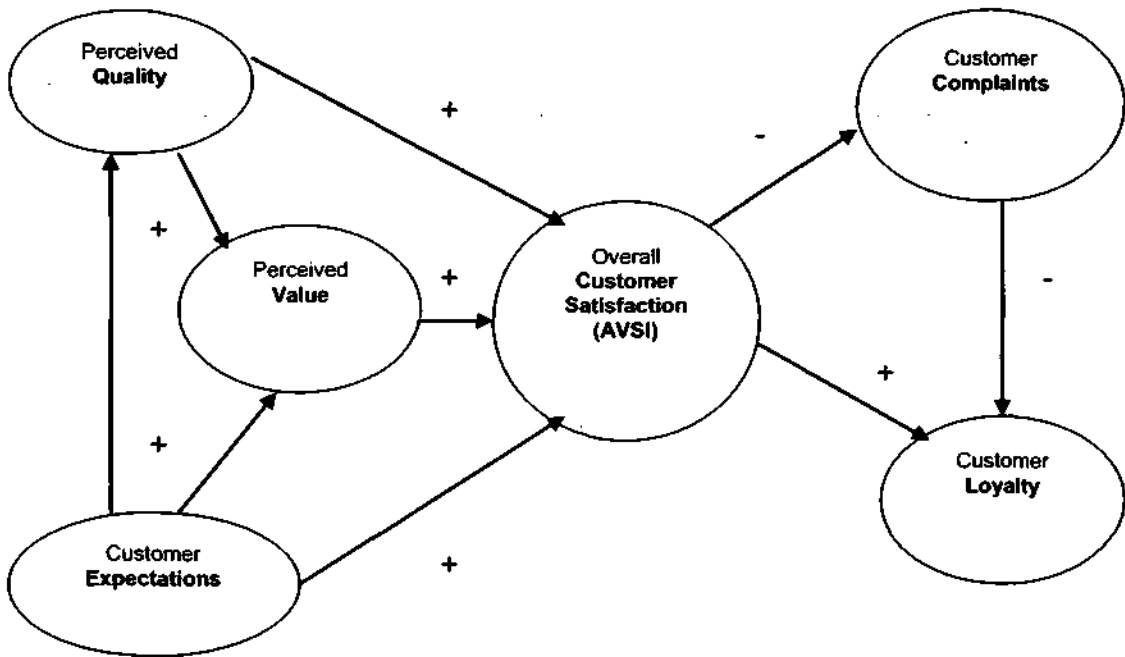 Perceived
Quality
Customer
Complaints
+
-
+
Perceived
Value
+
Overall
Customer
Satisfaction
(AVSI)
-
+
+
Customer
Loyalty
Customer
Expectations
+